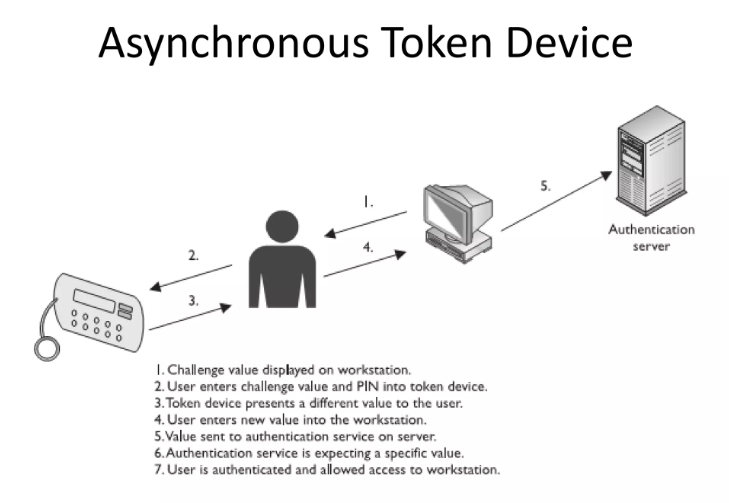 Asynchronous Token Device
5.
1.
Authentication
server
4.
2.
3.
1. Challenge value displayed on workstation.
2. User enters challenge value and PIN into token device.
3. Token device presents a different value to the user.
4. User enters new value into the workstation.
5. Value sent to authentication service on server.
6. Authentication service is expecting a specific value.
7. User is authenticated and allowed access to workstation.